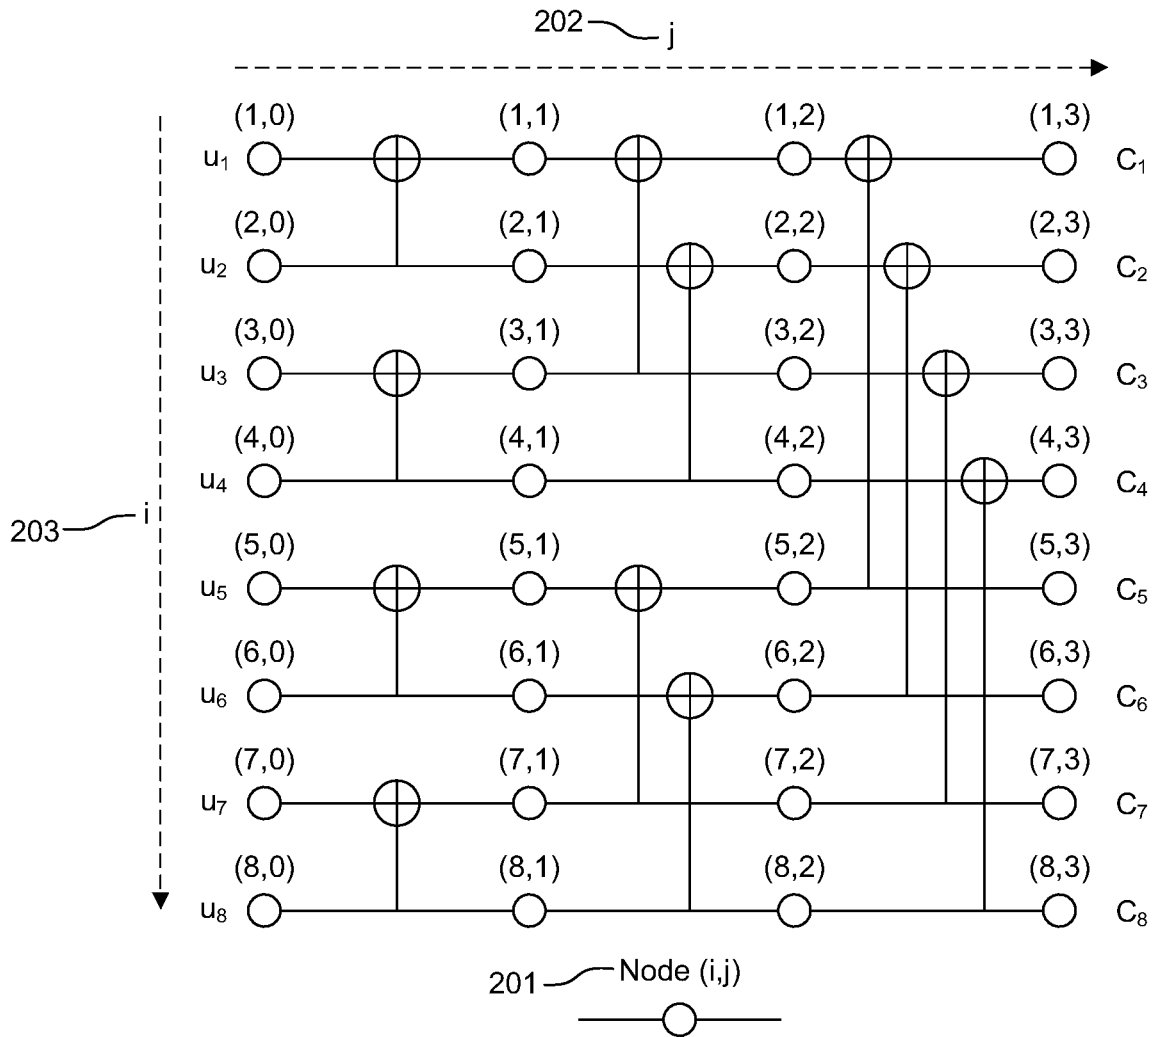 202 j
(1,0) (1,1) (1,2) (1,3)
u1 C1
(2,0) (2,1) (2,2) (2,3)
u2 C2
(3,0) (3,1) (3,2) (3,3)
u3 C3
(4,0) (4,1) (4,2) (4,3)
u4 C4
203 i
(5,0) (5,1) (5,2) (5,3)
u5 C5
(6,0) (6,1) (6,2) (6,3)
u6 C6
(7,0) (7,1) (7,2) (7,3)
u7 C7
(8,0) (8,1) (8,2) (8,3)
u8 C8
201 Node (i,j)